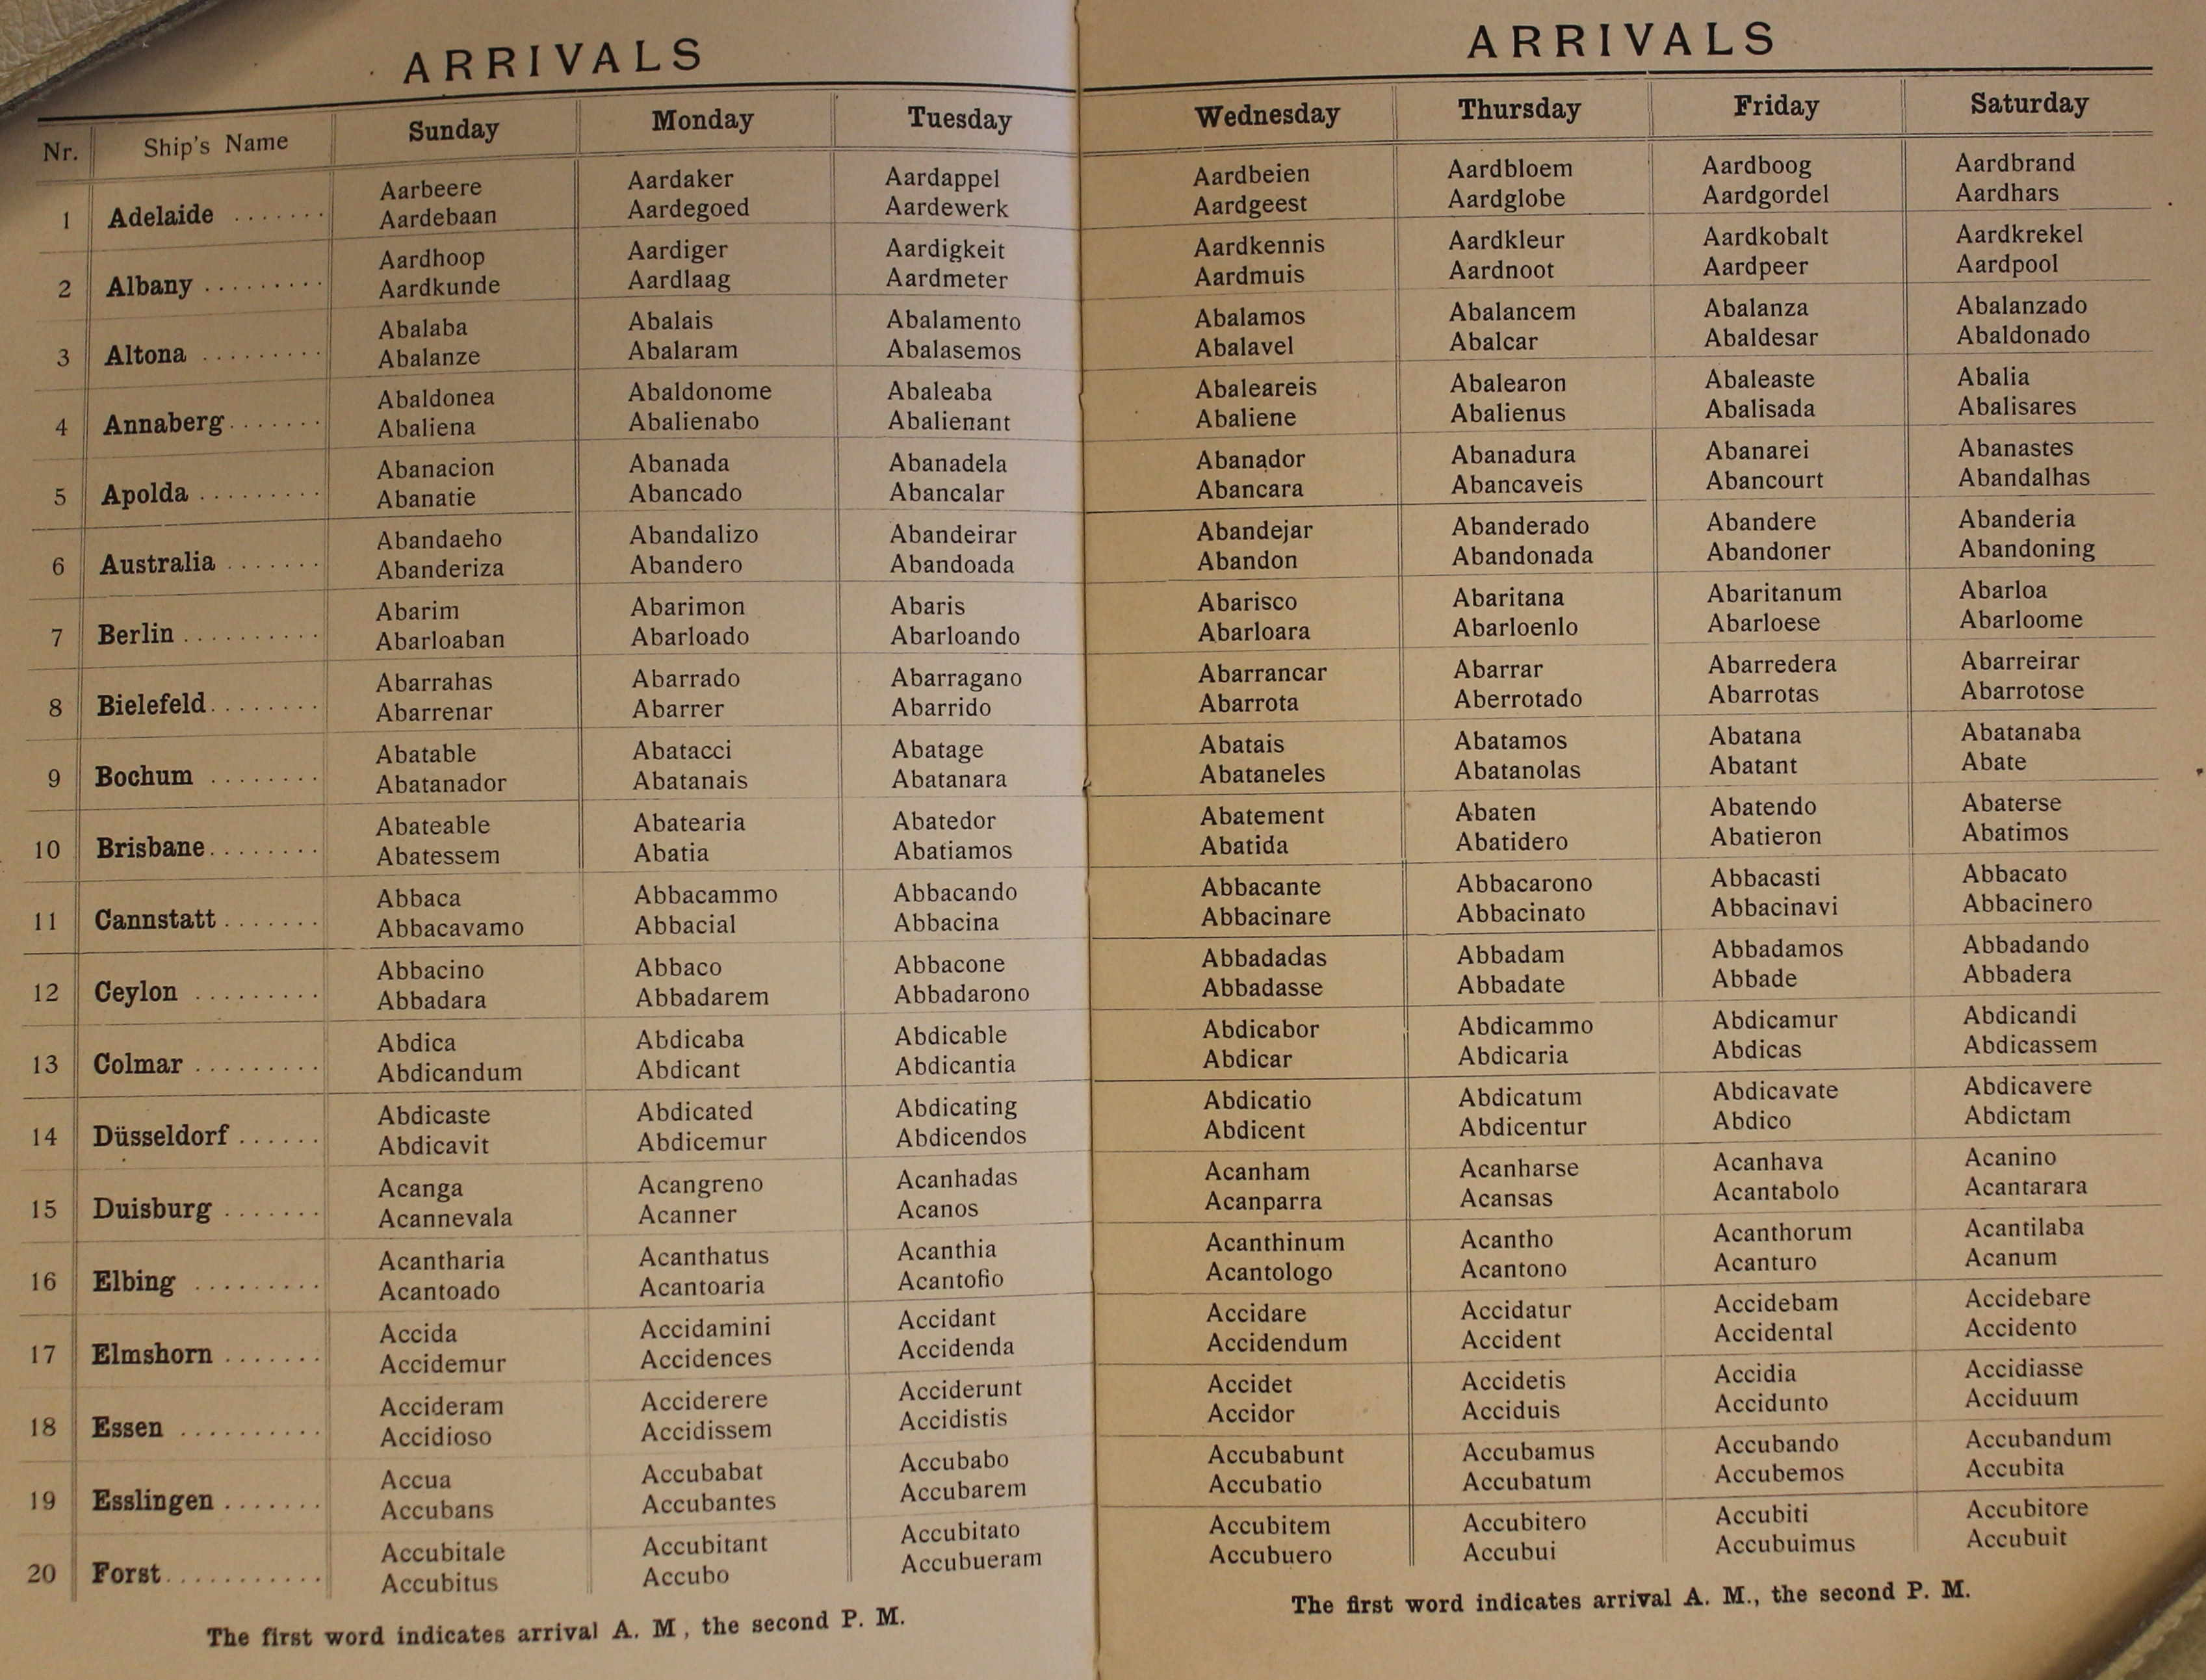 ARRIVALS
ARRIVALS
Nr. Ship's Name Sunday Monday Tuesday Wednesday Thursday Friday Saturday
Aarbeere Aardaker Aardappel Aardbeien Aardbloem Aardboog Aardbrand
1 Adelaide ....... Aardebaan Aardegoed Aardewerk Aardgeest Aardglobe Aardgordel Aardhars
Aardhoop Aardiger Aardigkeit Aardkennis Aardkleur Aardkobalt Aardkrekel
2 Albany ......... Aardkunde Aardlaag Aardmeter Aardmuis Aardnoot Aardpeer Aardpool
Abalaba Abalais Abalamento Abalamos Abalancem Abalanza Abalanzado
3 Altona ......... Abalanze Abalaram Abalasemos Abalavel Abalcar Abaldesar Abaldonado
Abaldonea Abaldonome Abaleaba Abaleareis Abalearon Abaleaste Abalia
4 Annaberg....... Abaliena Abalienabo Abalienant Abaliene Abalienus Abalisada Abalisares
Abanacion Abanada Abanadela Abanador Abanadura Abanarei Abanastes
5 Apolda ......... Abanatie Abancado Abancalar Abancara Abancaveis Abancourt Abandalhas
Abandaeho Abandalizo Abandeirar Abandejar Abanderado Abandere Abanderia
6 Australia ....... Abanderiza Abandero Abandoada Abandon Abandonada Abandoner Abandoning
Abarim Abarimon Abaris Abarisco Abaritana Abaritanum Abarloa
7 Berlin .......... Abarloaban Abarloado Abarloando Abarloara Abarloenlo Abarloese Abarloome
Abarrahas Abarrado Abarragano Abarrancar Abarrar Abarredera Abarreirar
8 Bielefeld........ Abarrenar Abarrer Abarrido Abarrota Aberrotado Abarrotas Abarrotose
Abatable Abatacci Abatage Abatais Abatamos Abatana Abatanaba
9 Bochum ........ Abatanador Abatanais Abatanara Abataneles Abatanolas Abatant Abate
Abateable Abatearia Abatedor Abatement Abaten Abatendo Abaterse
10 Brisbane........ Abatessem Abatia Abatiamos Abatida Abatidero Abatieron Abatimos
Abbaca Abbacammo Abbacando Abbacante Abbacarono Abbacasti Abbacato
11 Cannstatt ....... Abbacavamo Abbacial Abbacina Abbacinare Abbacinato Abbacinavi Abbacinero
Abbacino Abbaco Abbacone Abbadadas Abbadam Abbadamos Abbadando
12 Ceylon ......... Abbadara Abbadarem Abbadarono Abbadasse Abbadate Abbade Abbadera
Abdica Abdicaba Abdicable Abdicabor Abdicammo Abdicamur Abdicandi
13 Colmar ......... Abdicandum Abdicant Abdicantia Abdicar Abdicaria Abdicas Abdicassem
Abdicaste Abdicated Abdicating Abdicatio Abdicatum Abdicavate Abdicavere
14 Düsseldorf ...... Abdicavit Abdicemur Abdicendos Abdicent Abdicentur Abdico Abdictam
Acanga Acangreno Acanhadas Acanham Acanharse Acanhava Acanino
15 Duisburg ....... Acannevala Acanner Acanos Acanparra Acansas Acantabolo Acantarara
Acantharia Acanthatus Acanthia Acanthinum Acantho Acanthorum Acantilaba
16 Elbing ......... Acantoado Acantoaria Acantofio Acantologo Acantono Acanturo Acanum
Accida Accidamini Accidant Accidare Accidatur Accidebam Accidebare
17 Elmshorn ....... Accidemur Accidences Accidenda Accidendum Accident Accidental Accidento
Accideram Acciderere Acciderunt Accidet Accidetis Accidia Accidiasse
18 Essen .......... Accidioso Accidissem Accidistis Accidor Acciduis Accidunto Acciduum
Accua Accubabat Accubabo Accubabunt Accubamus Accubando Accubandum
19 Esslingen ....... Accubans Accubantes Accubarem Accubatio Accubatum Accubemos Accubita
Accubitale Accubitant Accubitato Accubitem Accubitero Accubiti Accubitore
20 Forst........... Accubitus Accubo Accubueram Accubuero Accubui Accubuimus Accubuit
The first word indicates arrival A. M , the second P. M.
The first word indicates arrival A. M., the second P. M.